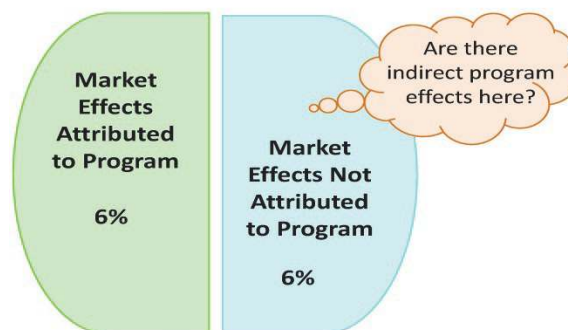 Market
Effects
Attributed
to Program
6%
Market
Effects Not
Attributed
to Program
6%
Are there
indirect program
effects here?